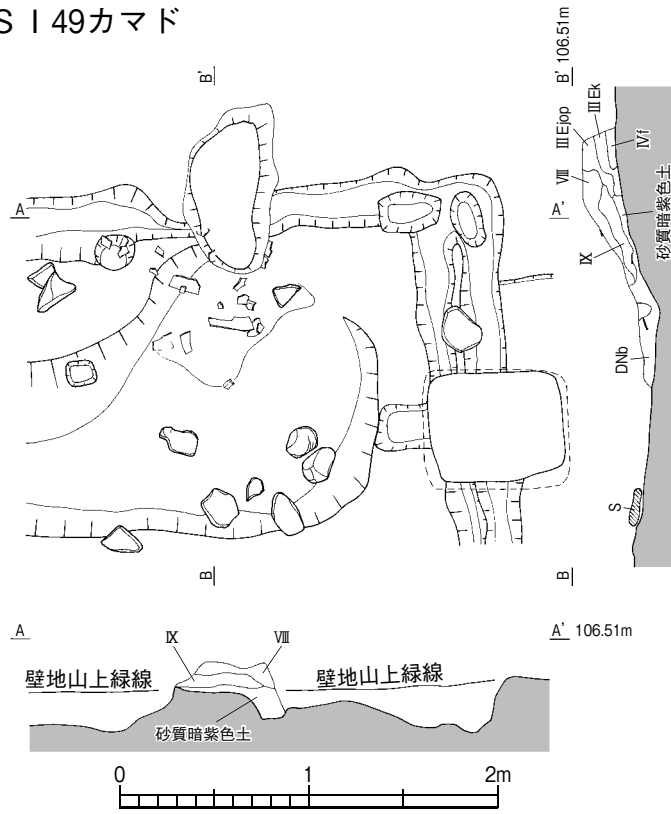 SI49カマド
B'
B' 106.51m
ⅢEjop
ⅢEk
Ⅳf
Ⅷ
A
A'
砂質暗紫色土
Ⅸ
DNb
S
B
B
A
Ⅸ
Ⅷ
A' 106.51m
壁地山上緑線
壁地山上緑線
砂質暗紫色土
0
1
2m